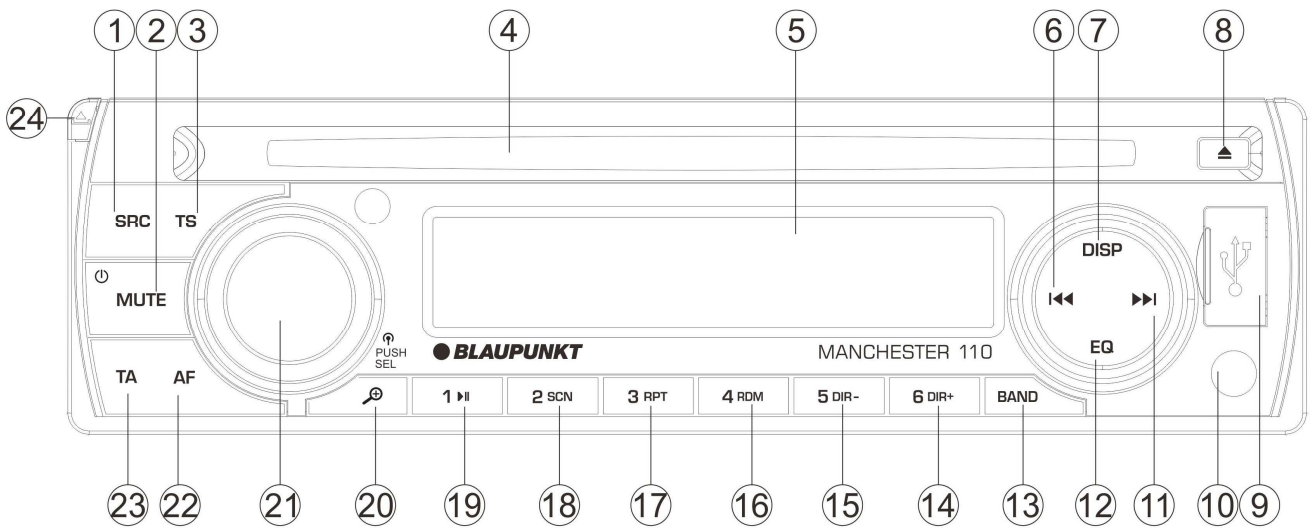 1 2 3 4 5 6 7 8
24
SRC TS
DISP
MUTE
PUSH
SEL
BLAUPUNKT MANCHESTER 110
EQ
TA AF
1 2 SCN 3 RPT 4 RDM 5 DIR- 6 DIR+ BAND
23 22 21 20 19 18 17 16 15 14 13 12 11 10 9